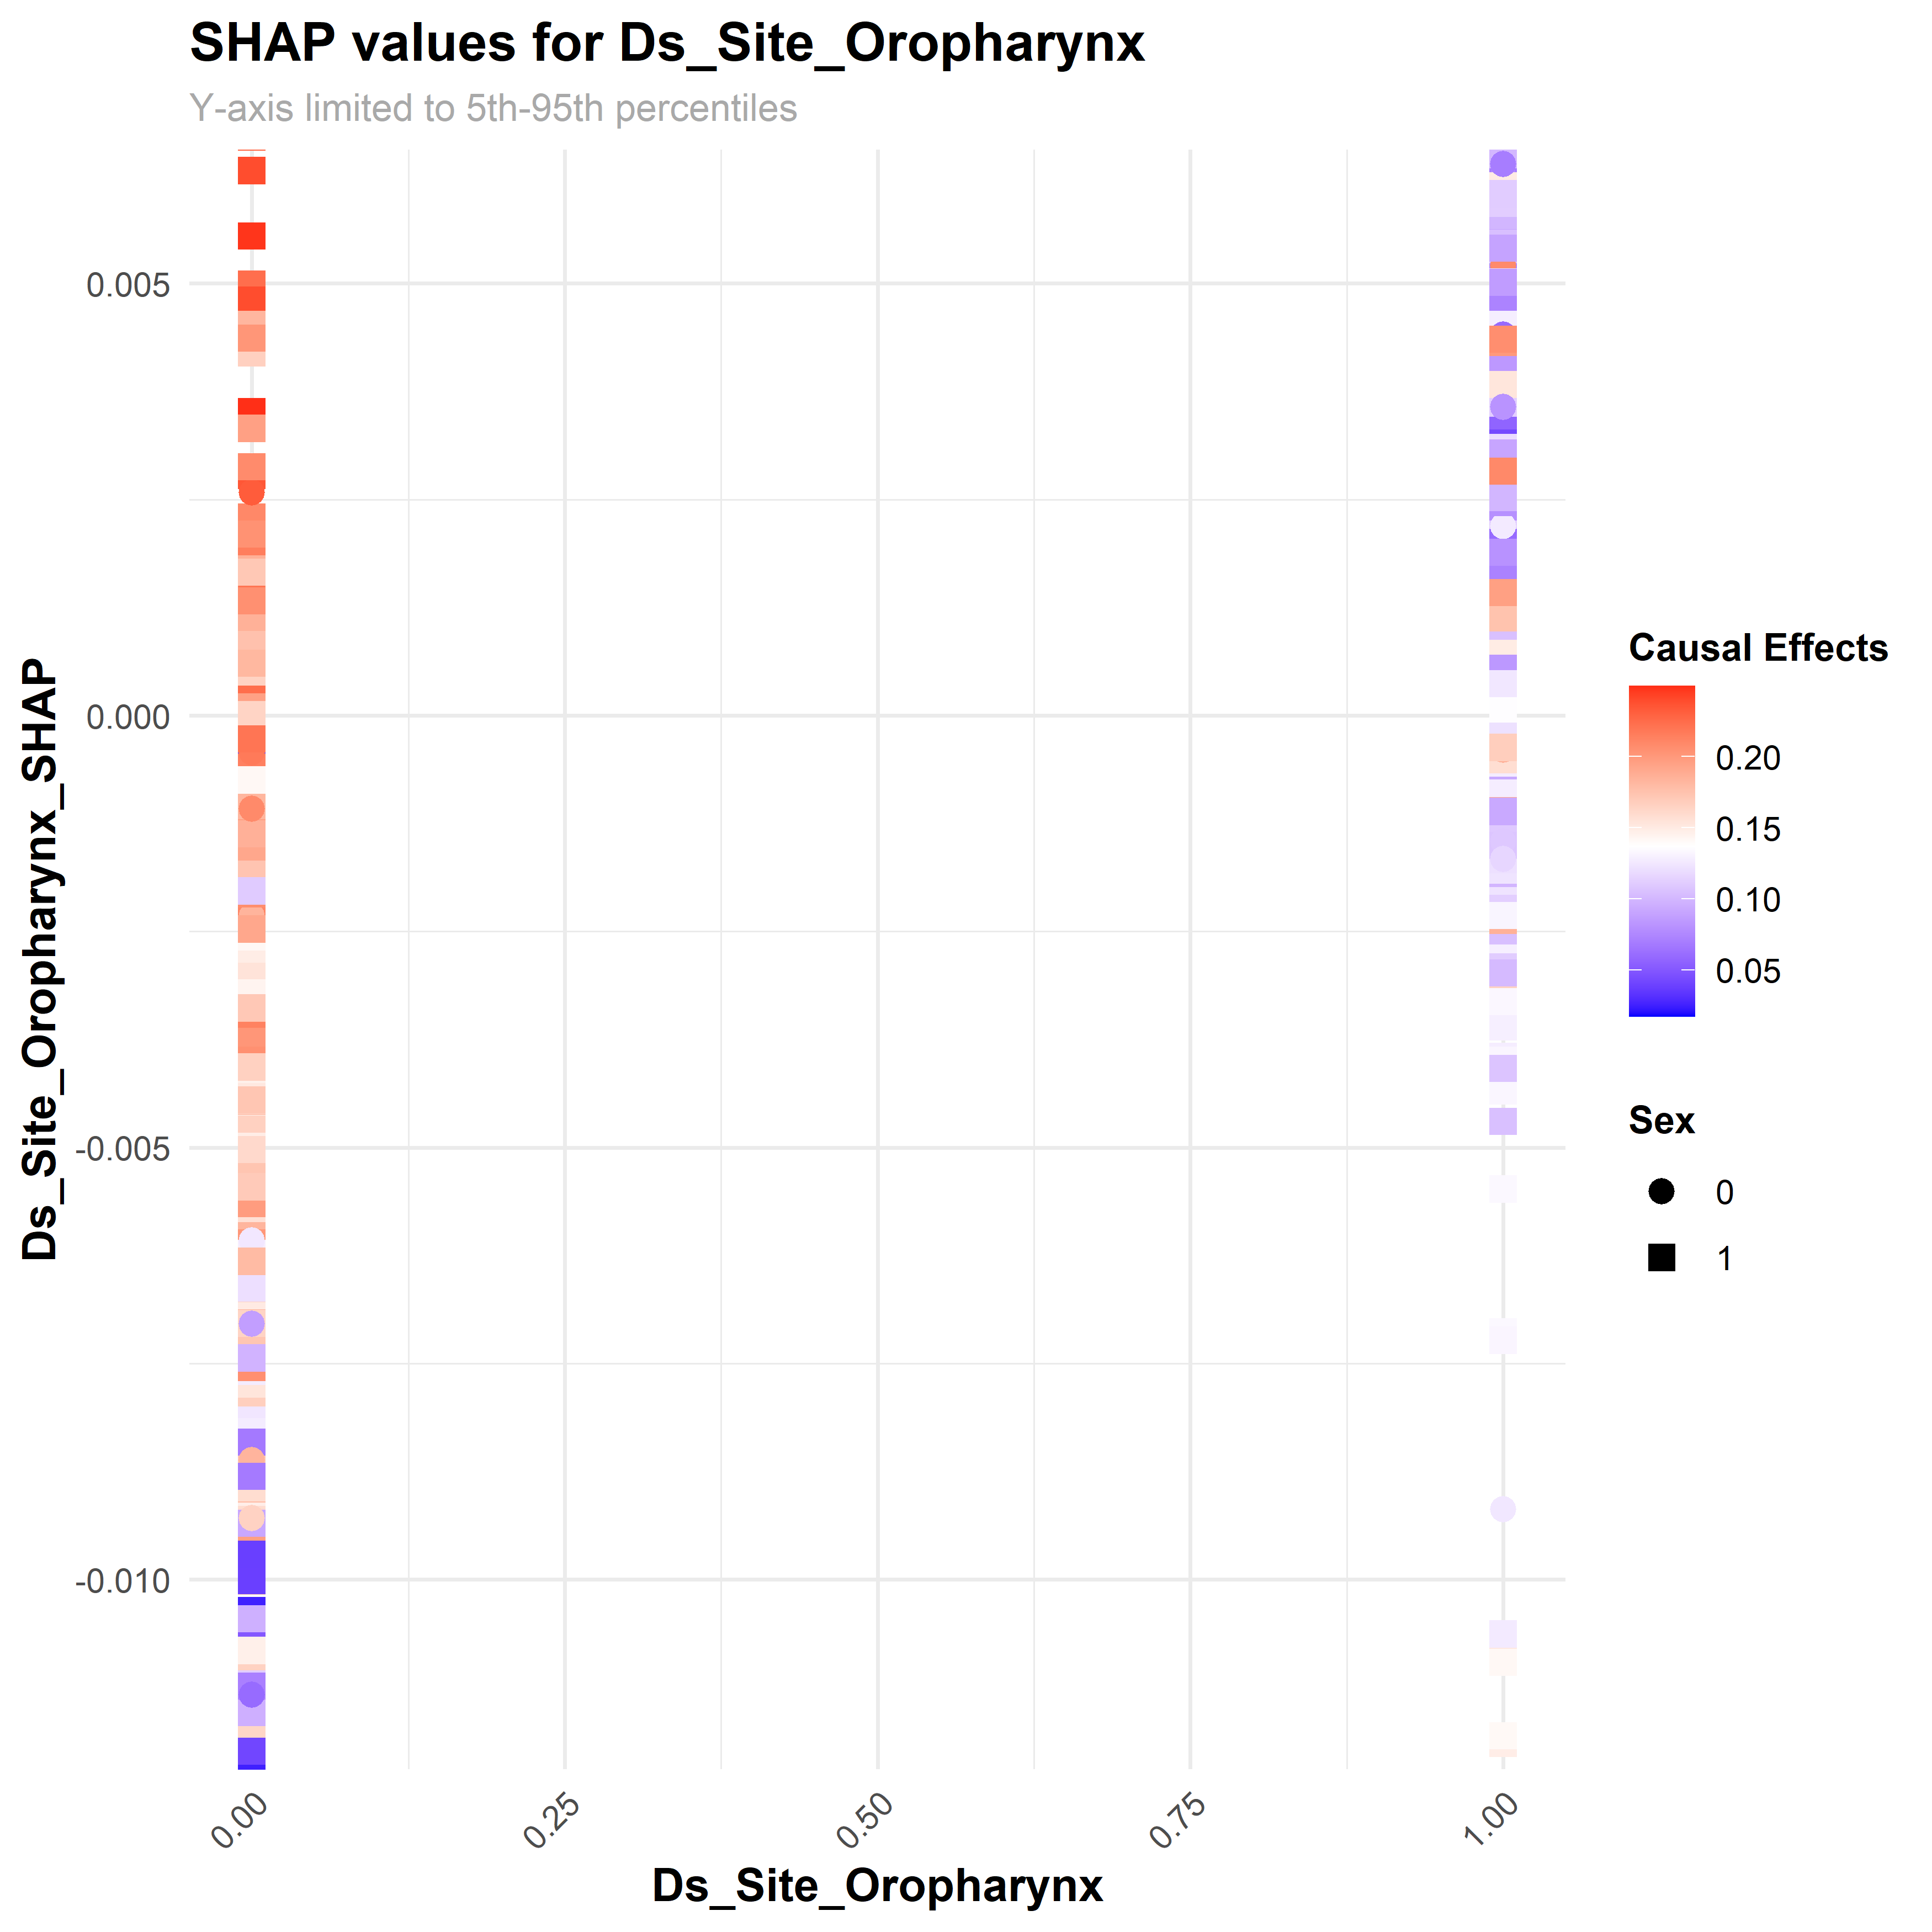 SHAP values for Ds_Site_Oropharynx
Y-axis limited to 5th-95th percentiles
Ds_Site_Oropharynx_SHAP
0.005
0.000
-0.005
-0.010
0.00
0.25
0.50
0.75
1.00
Ds_Site_Oropharynx
Causal Effects
0.20
0.15
0.10
0.05
Sex
0
1